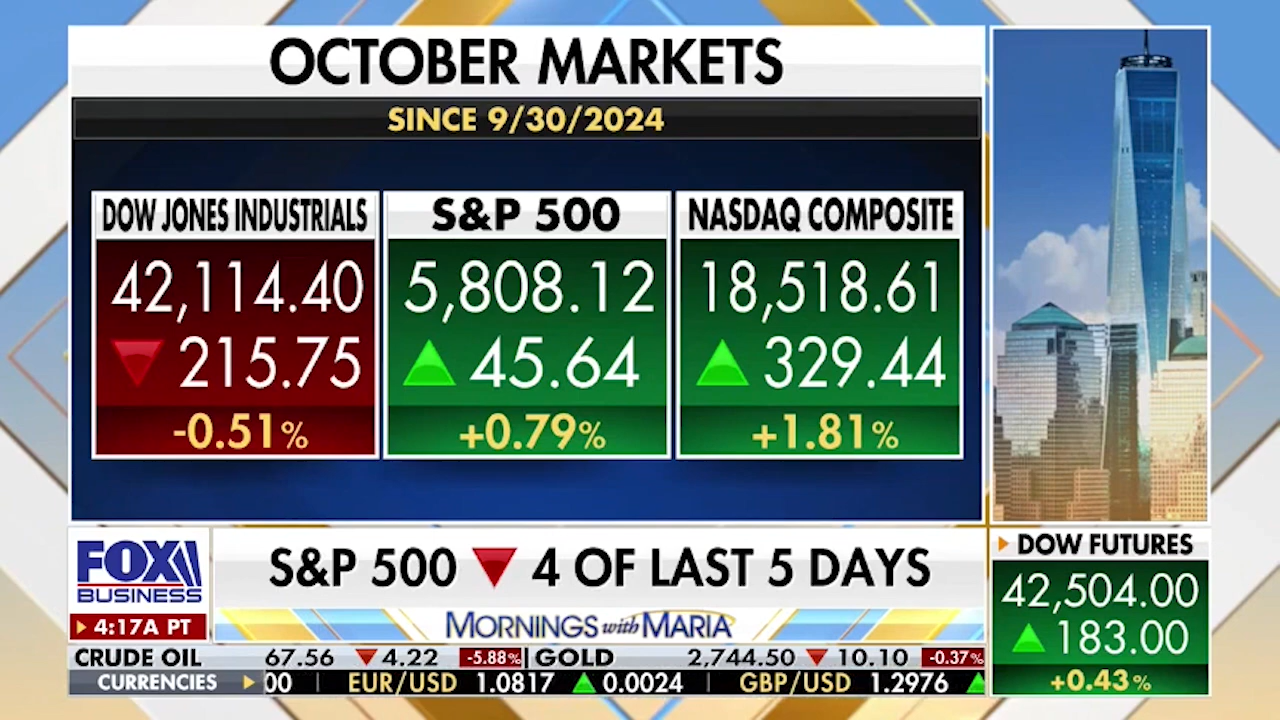 OCTOBER MARKETS
SINCE 9/30/2024
DOW JONES INDUSTRIALS
42,114.40
215.75
-0.51%
S&P 500
5,808.12
45.64
+0.79%
NASDAQ COMPOSITE
18,518.61
329.44
+1.81%
FOX
BUSINESS
4:17A PT
S&P 500 ▼ 4 OF LAST 5 DAYS
MORNINGS with MARIA
DOW FUTURES
42,504.00
183.00
+0.43%
CRUDE OIL 67.56 ▼4.22 -5.88% GOLD 2,744.50 ▼ 10.10 -0.37%
CURRENCIES 00 | EUR/USD 1.0817 ▲ 0.0024 | GBP/USD 1.2976 ▲